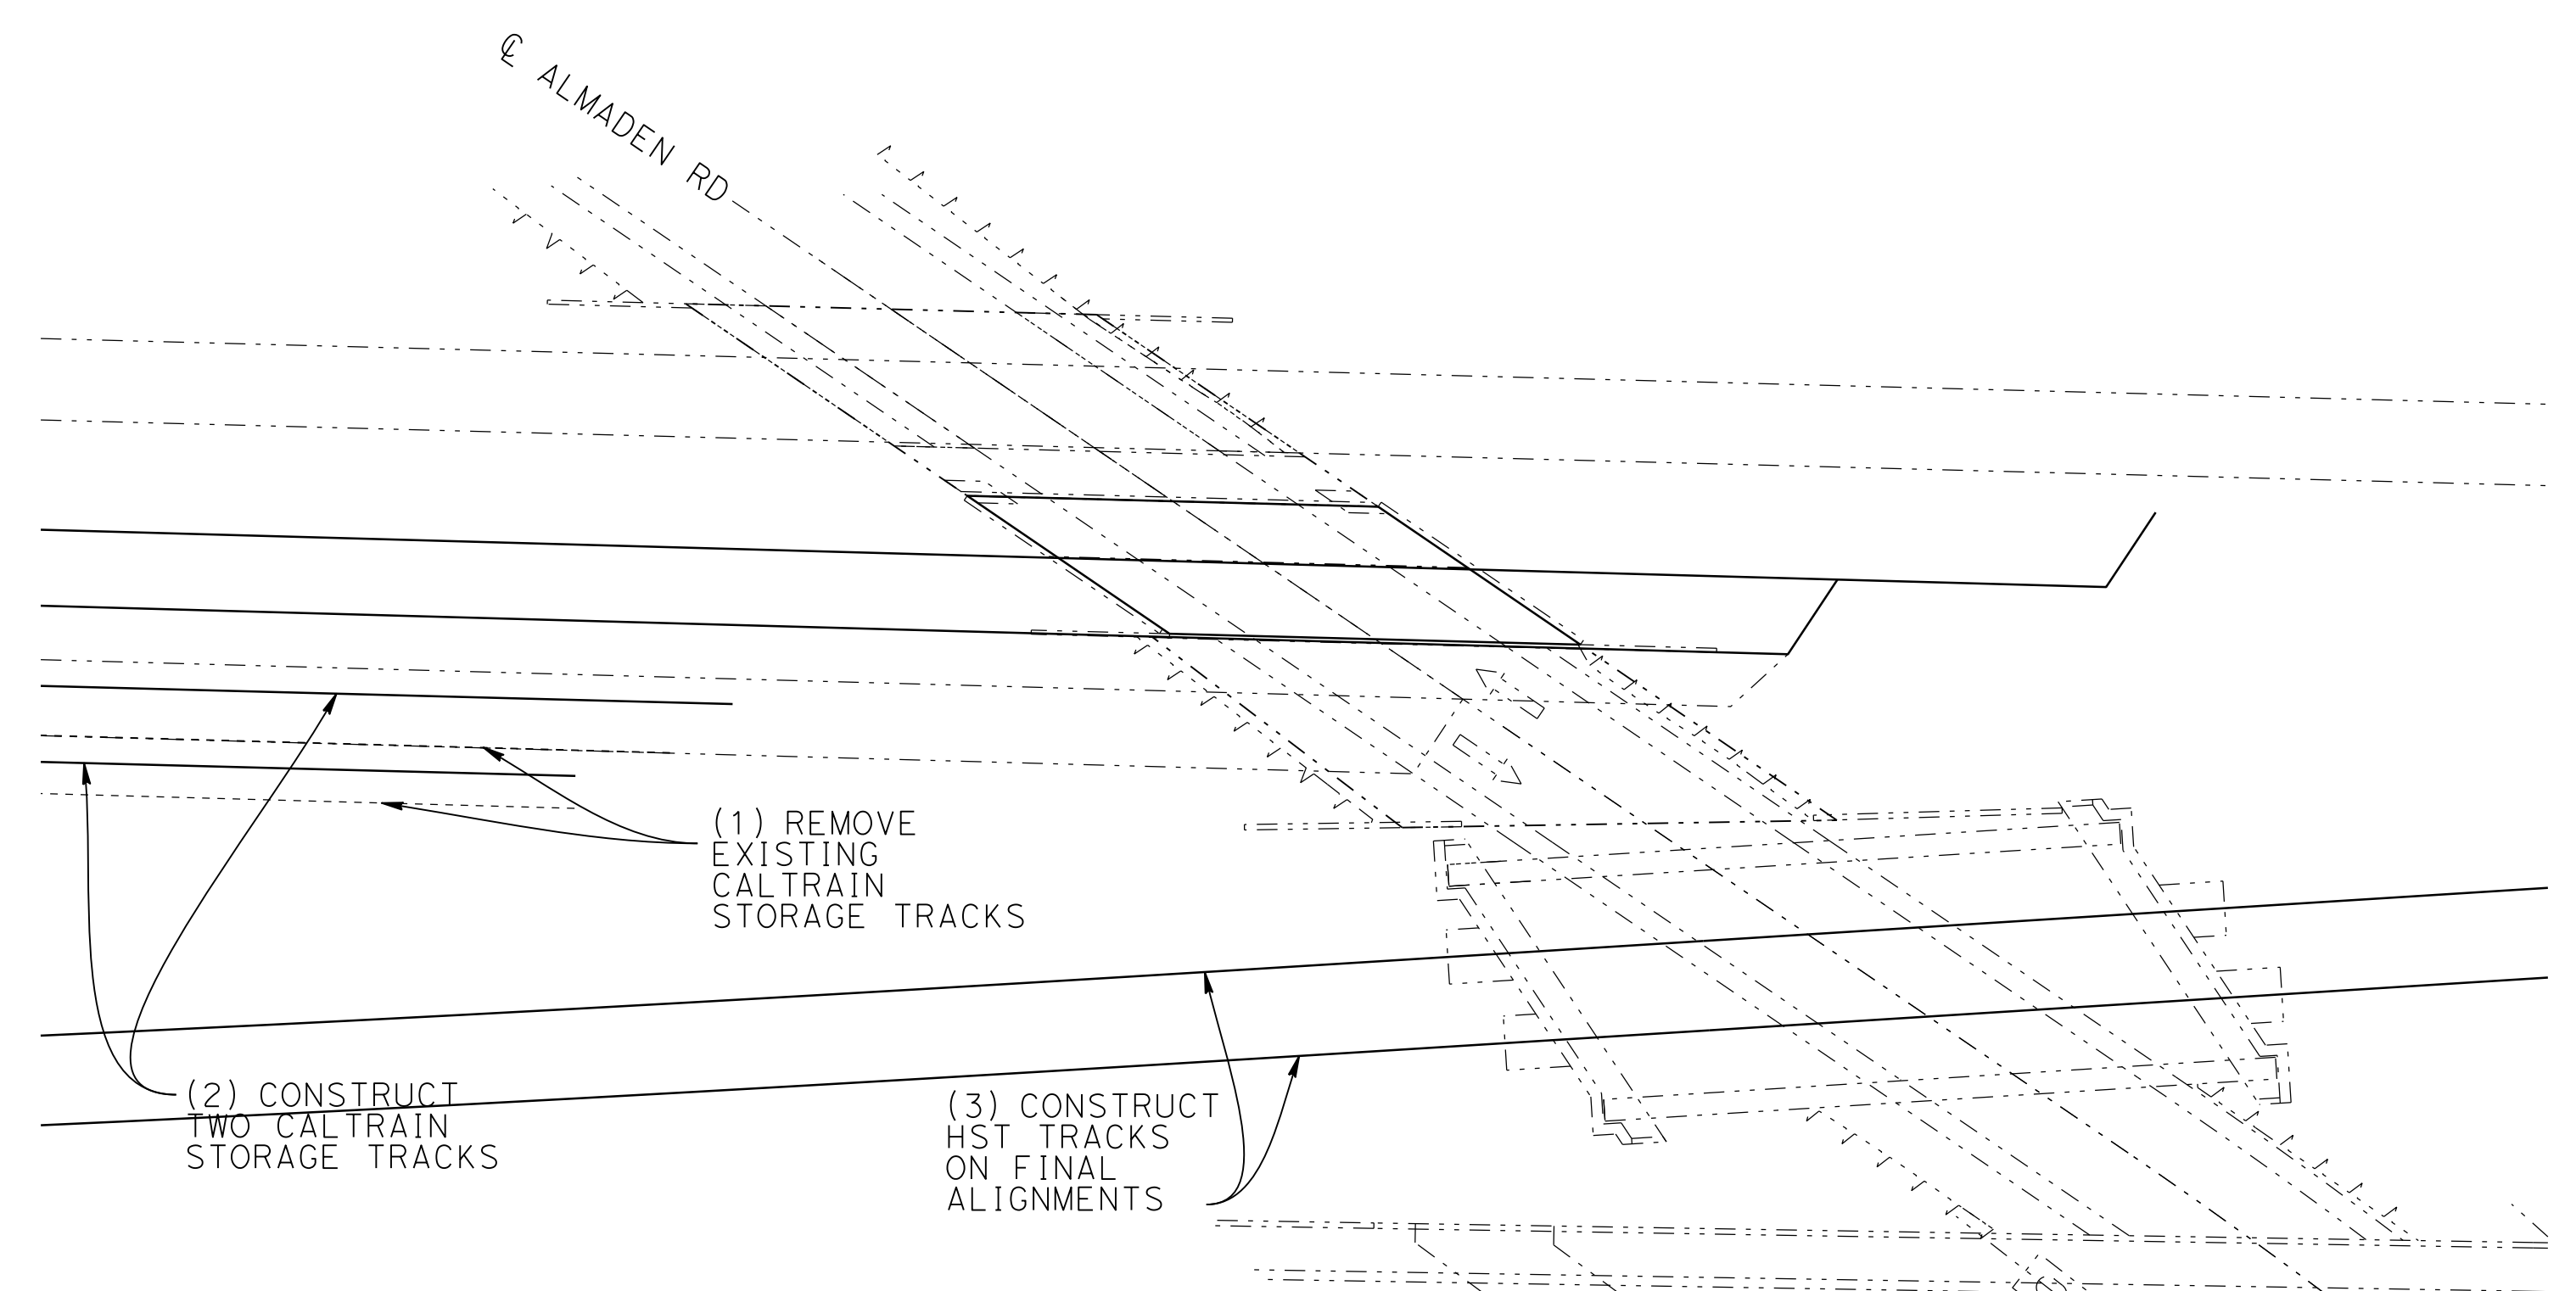 ℄ ALMADEN RD
(1) REMOVE
EXISTING
CALTRAIN
STORAGE TRACKS
(2) CONSTRUCT
TWO CALTRAIN
STORAGE TRACKS
(3) CONSTRUCT
HST TRACKS
ON FINAL
ALIGNMENTS